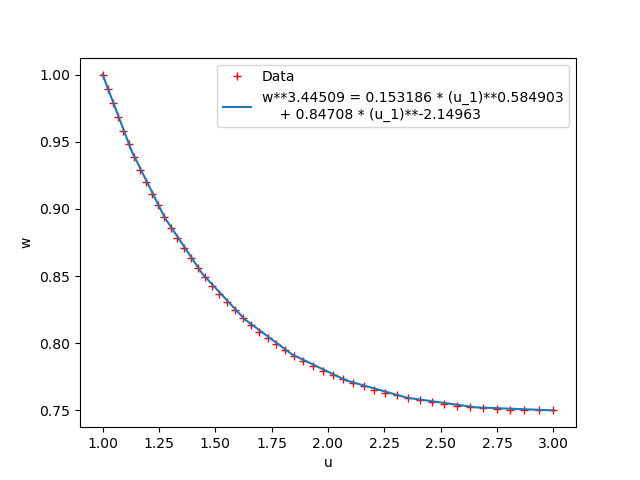 Data
w**3.44509 = 0.153186 * (u_1)**0.584903
+ 0.84708 * (u_1)**-2.14963
1.00
0.95
0.90
0.85
0.80
0.75
w
1.00 1.25 1.50 1.75 2.00 2.25 2.50 2.75 3.00
u